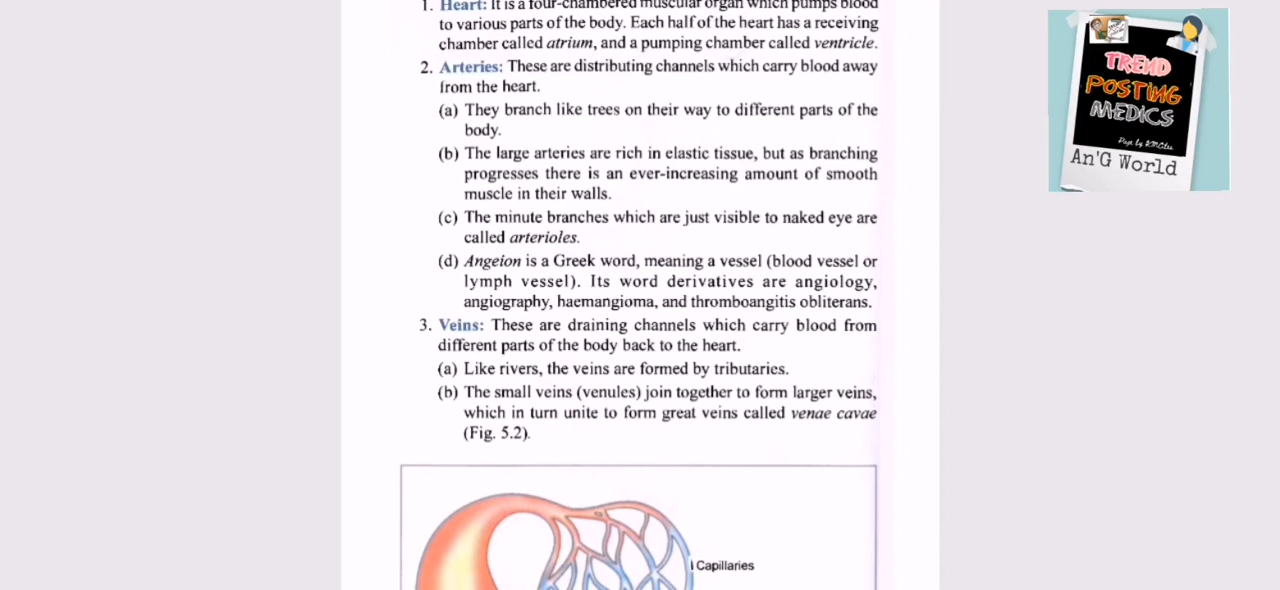 1. Heart: It is a four-chambered muscular organ which pumps blood
to various parts of the body. Each half of the heart has a receiving
chamber called atrium, and a pumping chamber called ventricle.
2. Arteries: These are distributing channels which carry blood away
from the heart.
(a) They branch like trees on their way to different parts of the
body.
(b) The large arteries are rich in elastic tissue, but as branching
progresses there is an ever-increasing amount of smooth
muscle in their walls.
(c) The minute branches which are just visible to naked eye are
called arterioles.
(d) Angeion is a Greek word, meaning a vessel (blood vessel or
lymph vessel). Its word derivatives are angiology,
angiography, haemangioma, and thromboangitis obliterans.
3. Veins: These are draining channels which carry blood from
different parts of the body back to the heart.
(a) Like rivers, the veins are formed by tributaries.
(b) The small veins (venules) join together to form larger veins,
which in turn unite to form great veins called venae cavae
(Fig. 5.2).
Capillaries
TREND
POSTING
MEDICS
Page by
An'G World